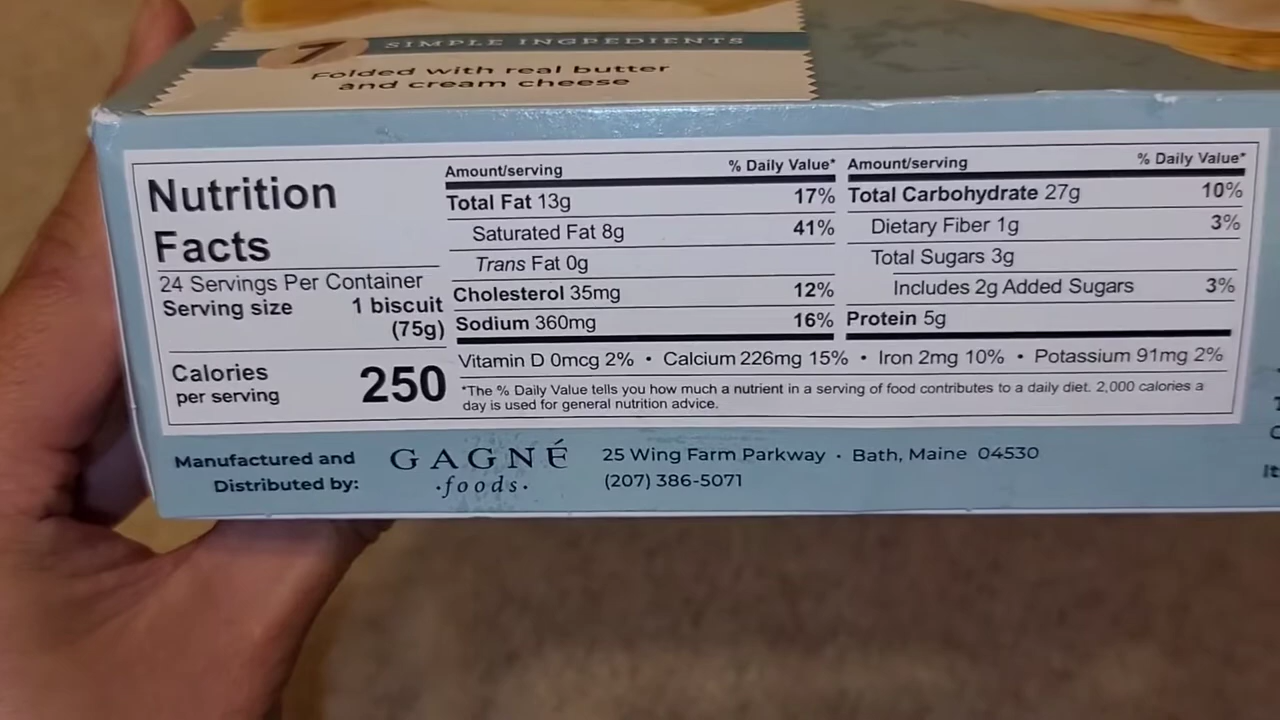 7 SIMPLE INGREDIENTS
Folded with real butter
and cream cheese
Nutrition
Facts
24 Servings Per Container
Serving size 1 biscuit
(75g)
Calories
per serving 250
Amount/serving % Daily Value*
Total Fat 13g 17%
Saturated Fat 8g 41%
Trans Fat 0g
Cholesterol 35mg 12%
Sodium 360mg 16%
Amount/serving % Daily Value*
Total Carbohydrate 27g 10%
Dietary Fiber 1g 3%
Total Sugars 3g
Includes 2g Added Sugars 3%
Protein 5g
Vitamin D 0mcg 2% • Calcium 226mg 15% • Iron 2mg 10% • Potassium 91mg 2%
*The % Daily Value tells you how much a nutrient in a serving of food contributes to a daily diet. 2,000 calories a
day is used for general nutrition advice.
Manufactured and
Distributed by:
GAGNÉ
·foods·
25 Wing Farm Parkway · Bath, Maine 04530
(207) 386-5071